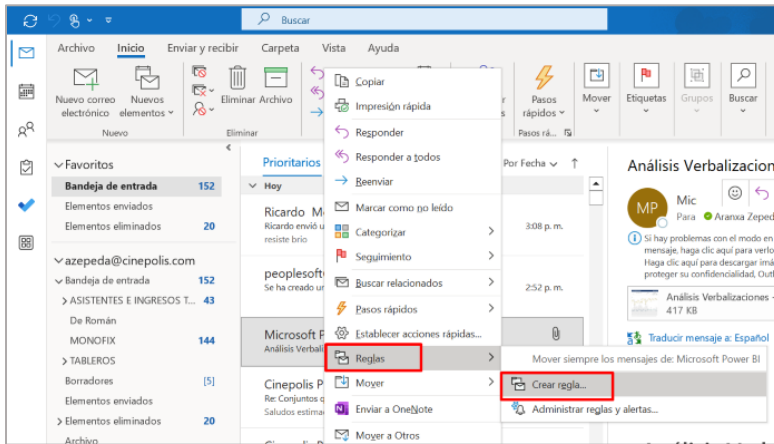 Buscar
Archivo Inicio Enviar y recibir Carpeta Vista Ayuda
Nuevo correo electrónico
Nuevos elementos
Eliminar Archivo
Pasos rápidos
Mover
Etiquetas
Grupos
Buscar
Nuevo
Eliminar
Pasos rá...
Favoritos
Bandeja de entrada 152
Elementos enviados
Elementos eliminados 20
azepeda@cinepolis.com
Bandeja de entrada 152
ASISTENTES E INGRESOS T... 43
De Román
MONOFIX 144
TABLEROS
Borradores [5]
Elementos enviados
Elementos eliminados 20
Archivo
Prioritarios
Por Fecha
Hoy
Ricardo
Ricardo envió
resiste brio
3:08 p. m.
peoplesoft
Se ha creado
2:52 p. m.
Microsoft
Análisis
Cinepolis
Re: Conjuntos
Saludos
Copiar
Impresión rápida
Responder
Responder a todos
Reenviar
Marcar como no leído
Categorizar
Seguimiento
Buscar relacionados
Pasos rápidos
Establecer acciones rápidas...
Reglas
Mover
Enviar a OneNote
Mover a Otros
Mover siempre los mensajes de: Microsoft Power BI
Crear regla...
Administrar reglas y alertas...
Análisis Verbalizacion
MP
Mic
Para Aranxa Zeped
Si hay problemas con el modo en
mensaje, haga clic aquí para verlo
Haga clic aquí para descargar imá
proteger su confidencialidad, Out
Análisis Verbalizaciones -
417 KB
Traducir mensaje a: Español